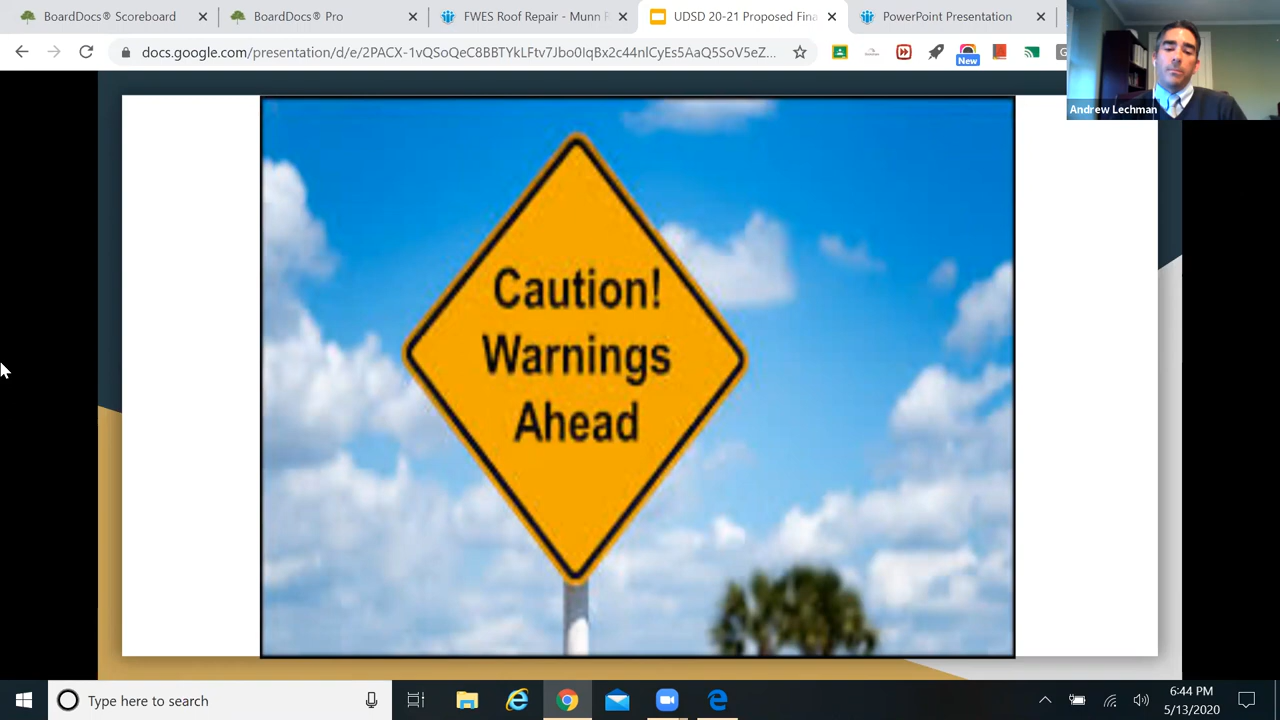 BoardDocs® Scoreboard
BoardDocs® Pro
FWES Roof Repair - Munn R
UDSD 20-21 Proposed Fina
PowerPoint Presentation
New
Andrew Lechman
Caution!
Warnings
Ahead
Type here to search
6:44 PM
5/13/2020